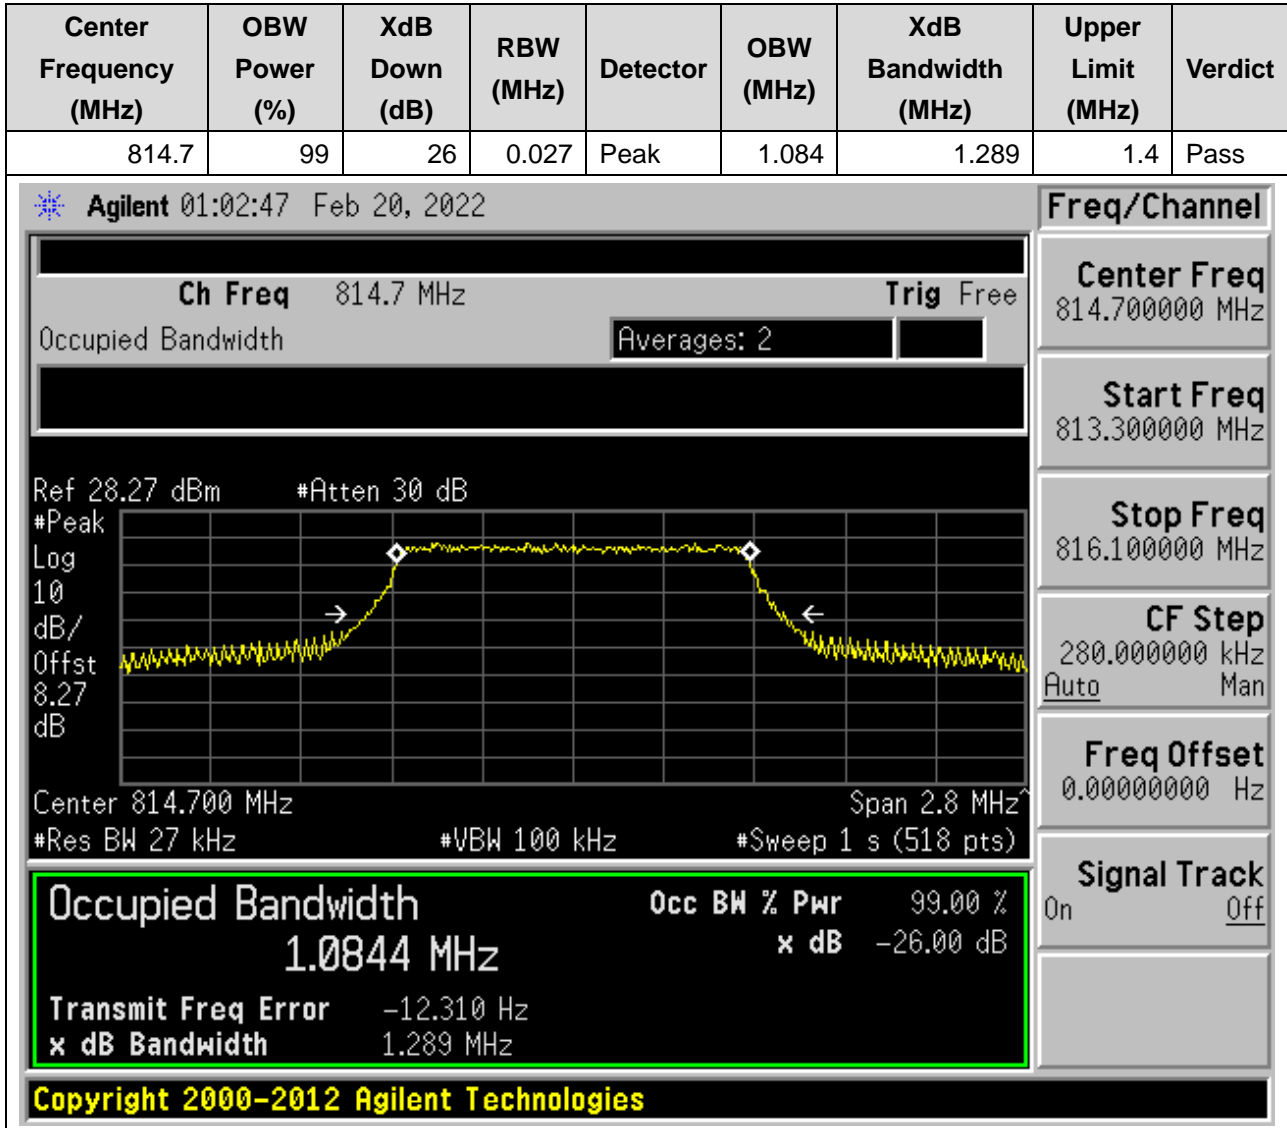 Center Frequency (MHz) OBW Power (%) XdB Down (dB) RBW (MHz) Detector OBW (MHz) XdB Bandwidth (MHz) Upper Limit (MHz) Verdict
814.7 99 26 0.027 Peak 1.084 1.289 1.4 Pass
Agilent 01:02:47 Feb 20, 2022
Freq/Channel
Ch Freq 814.7 MHz Trig Free
Occupied Bandwidth Averages: 2
Center Freq
814.700000 MHz
Start Freq
813.300000 MHz
Stop Freq
816.100000 MHz
CF Step
280.000000 kHz
Auto Man
Freq Offset
0.00000000 Hz
Signal Track
On Off
Ref 28.27 dBm #Atten 30 dB
#Peak
Log
10
dB/
Offst
8.27
dB
Center 814.700 MHz Span 2.8 MHz^
#Res BW 27 kHz #VBW 100 kHz #Sweep 1 s (518 pts)
Occupied Bandwidth Occ BW % Pwr 99.00 %
1.0844 MHz x dB -26.00 dB
Transmit Freq Error -12.310 Hz
x dB Bandwidth 1.289 MHz
Copyright 2000-2012 Agilent Technologies